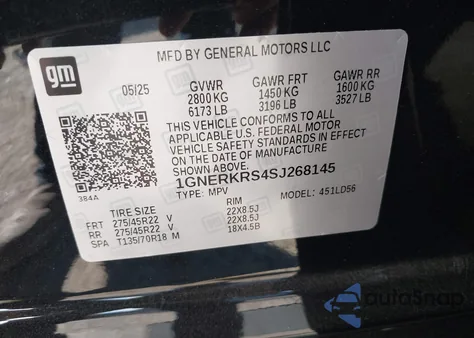 gm
MFD BY GENERAL MOTORS LLC
05/25 GVWR GAWR FRT GAWR RR
2800 KG 1450 KG 1600 KG
6173 LB 3196 LB 3527 LB
THIS VEHICLE CONFORMS TO ALL
APPLICABLE U.S. FEDERAL MOTOR
VEHICLE SAFETY AND THEFT
PREVENTION STANDARDS IN EFFECT
ON THE DATE OF MANUFACTURE
SHOWN ABOVE.
384A 1GNERKRS4SJ268145
TYPE: MPV MODEL: 451LD56
TIRE SIZE RIM
FRT 275/45R22 V 22X8.5J
RR 275/45R22 V 22X8.5J
SPA T135/70R18 M 18X4.5B
autoSnap